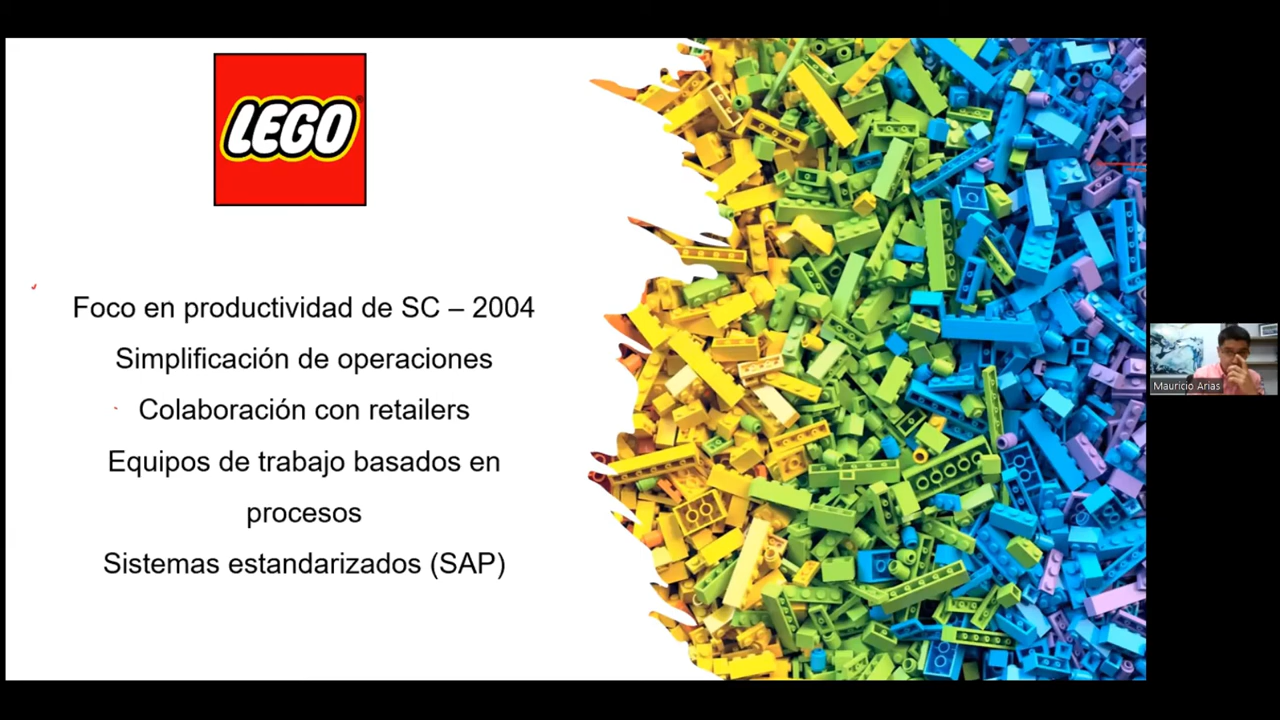 LEGO
Foco en productividad de SC – 2004
Simplificación de operaciones
Colaboración con retailers
Equipos de trabajo basados en
procesos
Sistemas estandarizados (SAP)
Mauricio Arias